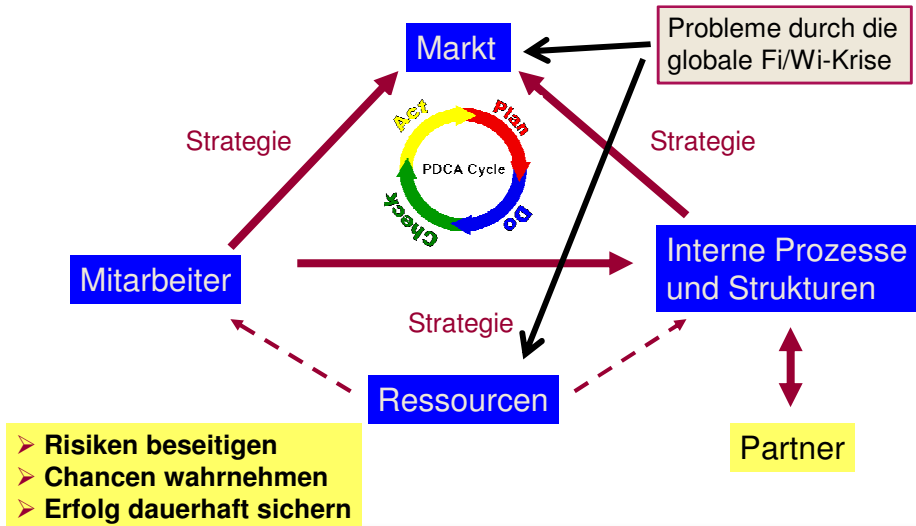 Probleme durch die
globale Fi/Wi-Krise
Markt
Act
Plan
Strategie
Strategie
PDCA Cycle
Check
Do
Mitarbeiter
Interne Prozesse
und Strukturen
Strategie
Ressourcen
Partner
➢ Risiken beseitigen
➢ Chancen wahrnehmen
➢ Erfolg dauerhaft sichern